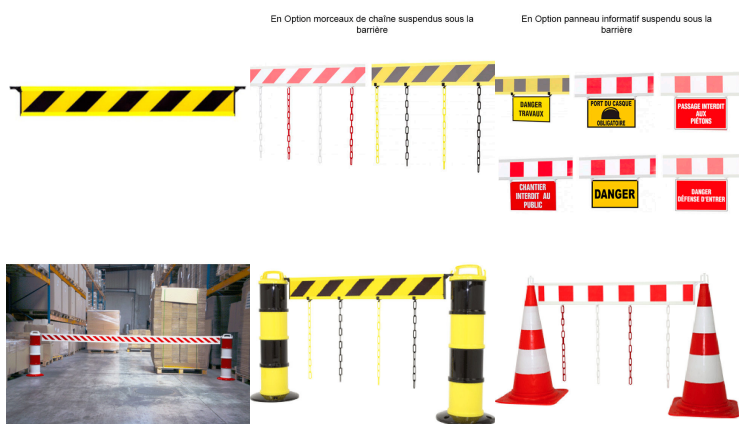 En Option morceaux de chaîne suspendus sous la
barrière
En Option panneau informatif suspendu sous la
barrière
DANGER
TRAVAUX
PORT DU CASQUE
OBLIGATOIRE
PASSAGE INTERDIT
AUX
PIÉTONS
CHANTIER
INTERDIT AU
PUBLIC
DANGER
DANGER
DÉFENSE D'ENTRER